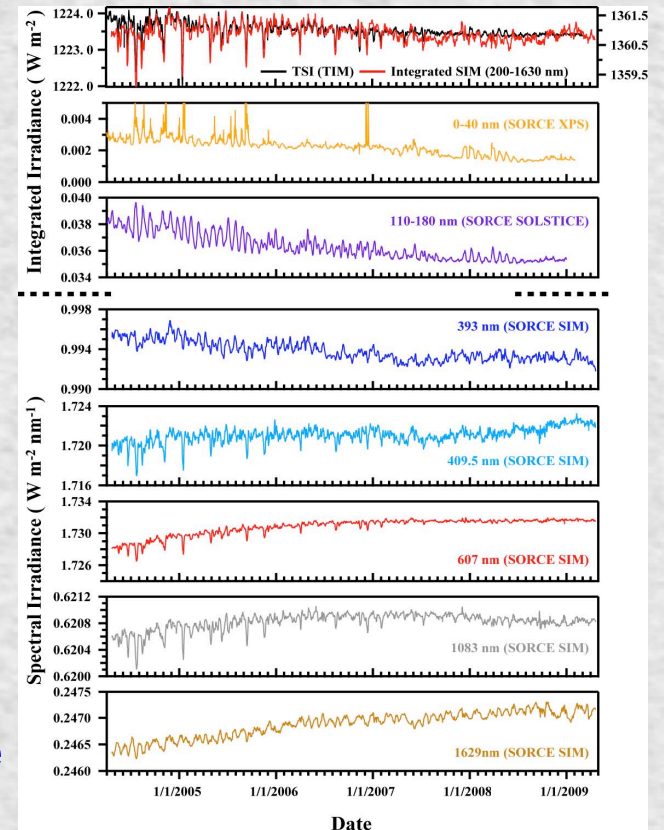 1224.0
1223.0
1222.0
1361.5
1360.5
1359.5
TSI (TIM)
Integrated SIM (200-1630 nm)
Integrated Irradiance ( W m-2 )
0.004
0.002
0.000
0-40 nm (SORCE XPS)
0.040
0.038
0.036
0.034
110-180 nm (SORCE SOLSTICE)
Spectral Irradiance ( W m-2 nm-1 )
0.998
0.994
0.990
393 nm (SORCE SIM)
1.724
1.720
1.716
409.5 nm (SORCE SIM)
1.734
1.730
1.726
607 nm (SORCE SIM)
0.6212
0.6208
0.6204
0.6200
1083 nm (SORCE SIM)
0.2475
0.2470
0.2465
0.2460
1629nm (SORCE SIM)
1/1/2005 1/1/2006 1/1/2007 1/1/2008 1/1/2009
Date